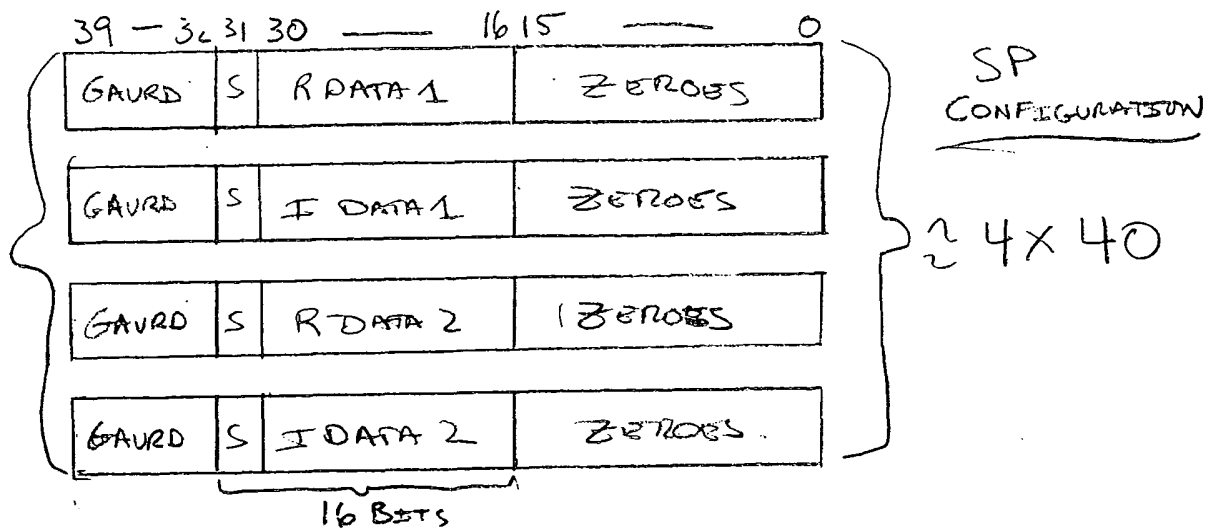 39 — 32 31 30 —— 16 15 —— 0
GAURD S R DATA 1 ZEROES
SP
CONFIGURATION
GAURD S I DATA 1 ZEROES
≈ 4 X 40
GAURD S R DATA 2 ZEROES
GAURD S I DATA 2 ZEROES
16 BITS